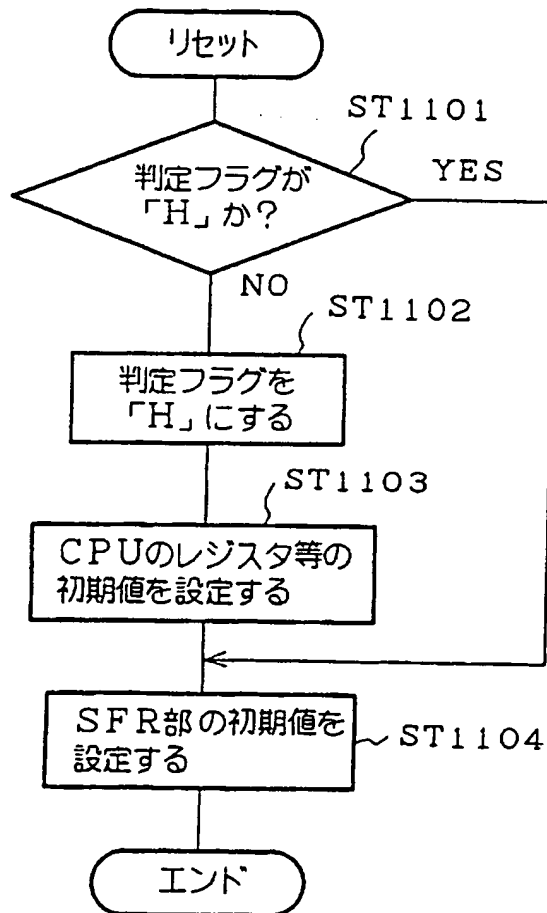 リセット
ST1101
判定フラグが
「H」か?
YES
NO
ST1102
判定フラグを
「H」にする
ST1103
CPUのレジスタ等の
初期値を設定する
SFR部の初期値を
設定する
ST1104
エンド